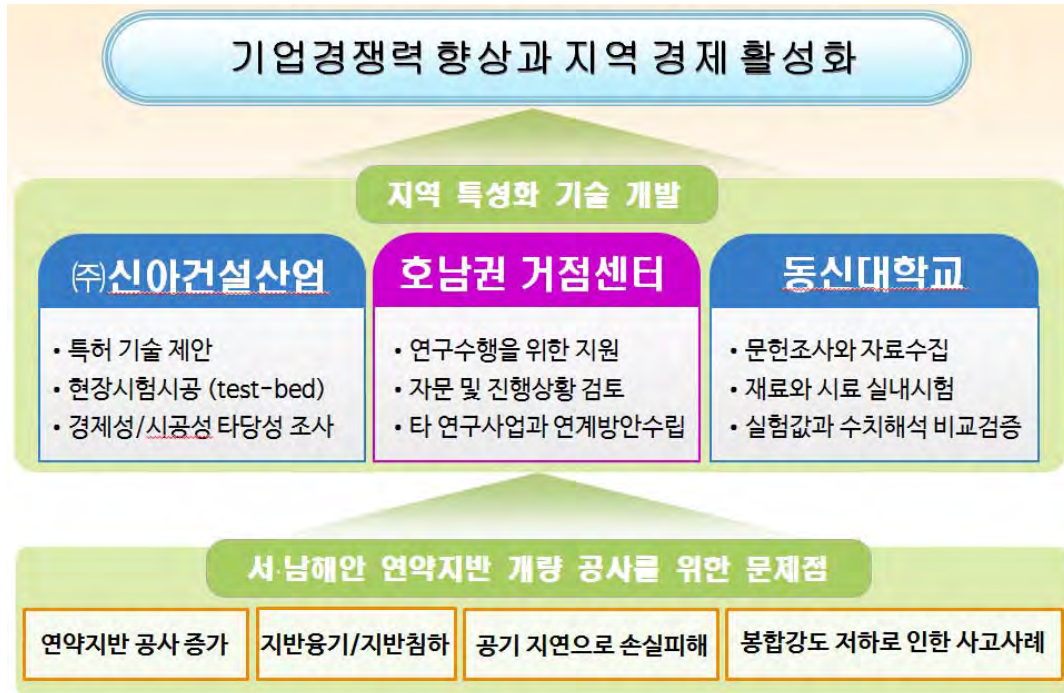 기업경쟁력 향상과 지역 경제 활성화
지역 특성화 기술 개발
㈜신아건설산업
• 특허 기술 제안
• 현장시험시공 (test-bed)
• 경제성/시공성 타당성 조사
호남권 거점센터
• 연구수행을 위한 지원
• 자문 및 진행상황 검토
• 타 연구사업과 연계방안수립
동신대학교
• 문헌조사와 자료수집
• 재료와 시료 실내시험
• 실험값과 수치해석 비교검증
서·남해안 연약지반 개량 공사를 위한 문제점
연약지반 공사 증가
지반융기/지반침하
공기 지연으로 손실피해
봉합강도 저하로 인한 사고사례